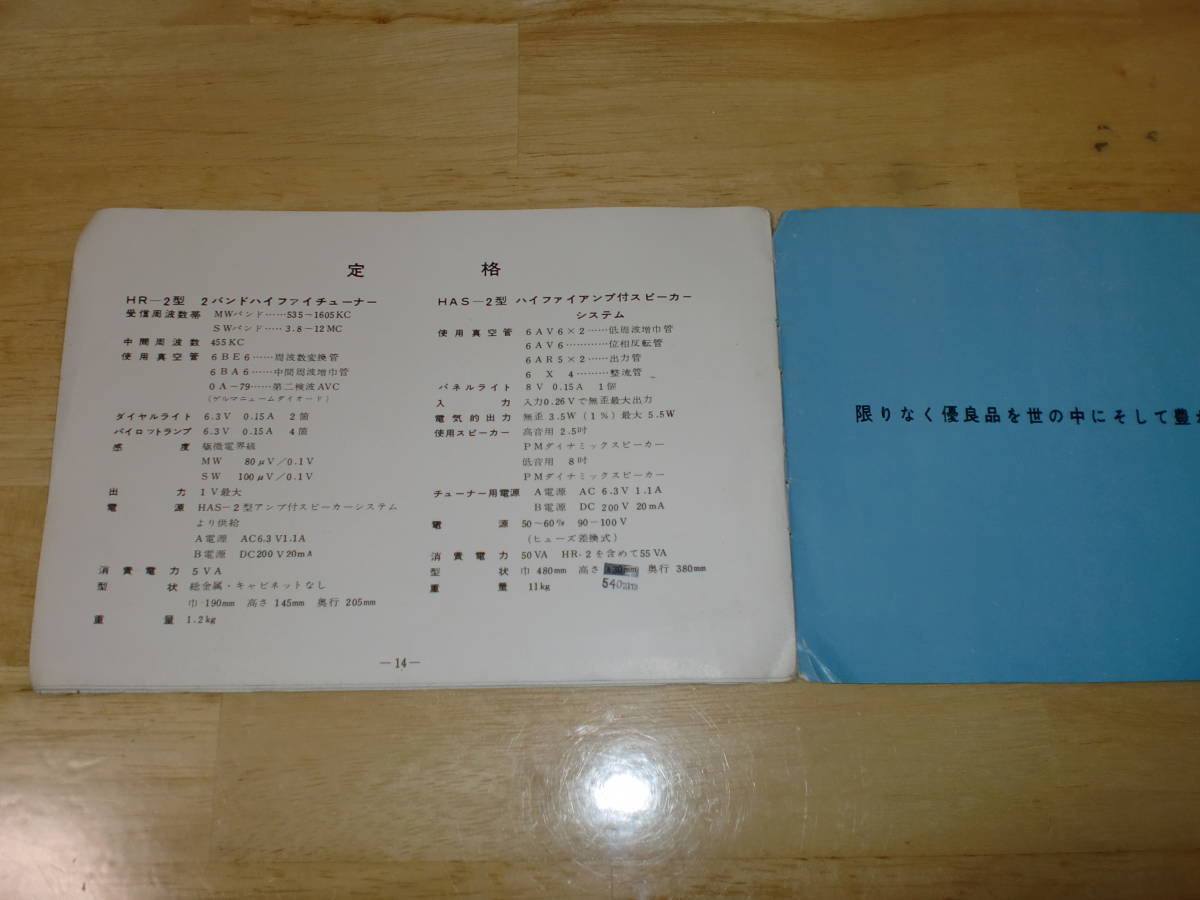 定　格
HR―2型　2バンドハイファイチューナー
受信周波数帯　MWバンド……535～1605KC
SWバンド……3.8－12MC
中間周波数　455KC
使用真空管　6BE6……周波数変換管
6BA6……中間周波増巾管
OA－79……第二検波AVC
（ゲルマニュームダイオード）
ダイヤルライト　6.3V　0.15A　2箇
パイロットランプ　6.3V　0.15A　4箇
感　度　極微電界級
MW　80μV／0.1V
SW　100μV／0.1V
出　力　1V最大
電　源　HAS－2型アンプ付スピーカーシステム
より供給
A電源　AC6.3V1.1A
B電源　DC200V20mA
消費電力　5VA
型　状　総金属・キャビネットなし
巾－190mm　高さ 145mm　奥行 205mm
重　量　1.2kg
HAS―2型　ハイファイアンプ付スピーカー
システム
使用真空管　6AV6×2……低周波増巾管
6AV6…………位相反転管
6AR5×2……出力管
6 X 4………整流管
パネルライト　8V　0.15A　1個
入　力　入力0.26Vで無歪最大出力
電気的出力　無歪3.5W（1％）最大 5.5W
使用スピーカー　高音用 2.5吋
PMダイナミックスピーカー
低音用　8吋
PMダイナミックスピーカー
チューナー用電源　A電源　AC 6.3V 1.1A
B電源　DC 200V 20mA
電　源　50～60%　90－100V
（ヒューズ差換式）
消費電力　50VA　HR-2を含めて55VA
型　状　巾 480mm　高さ　奥行 380mm
540mm
重　量　11kg
―14―
限りなく優良品を世の中にそして豊